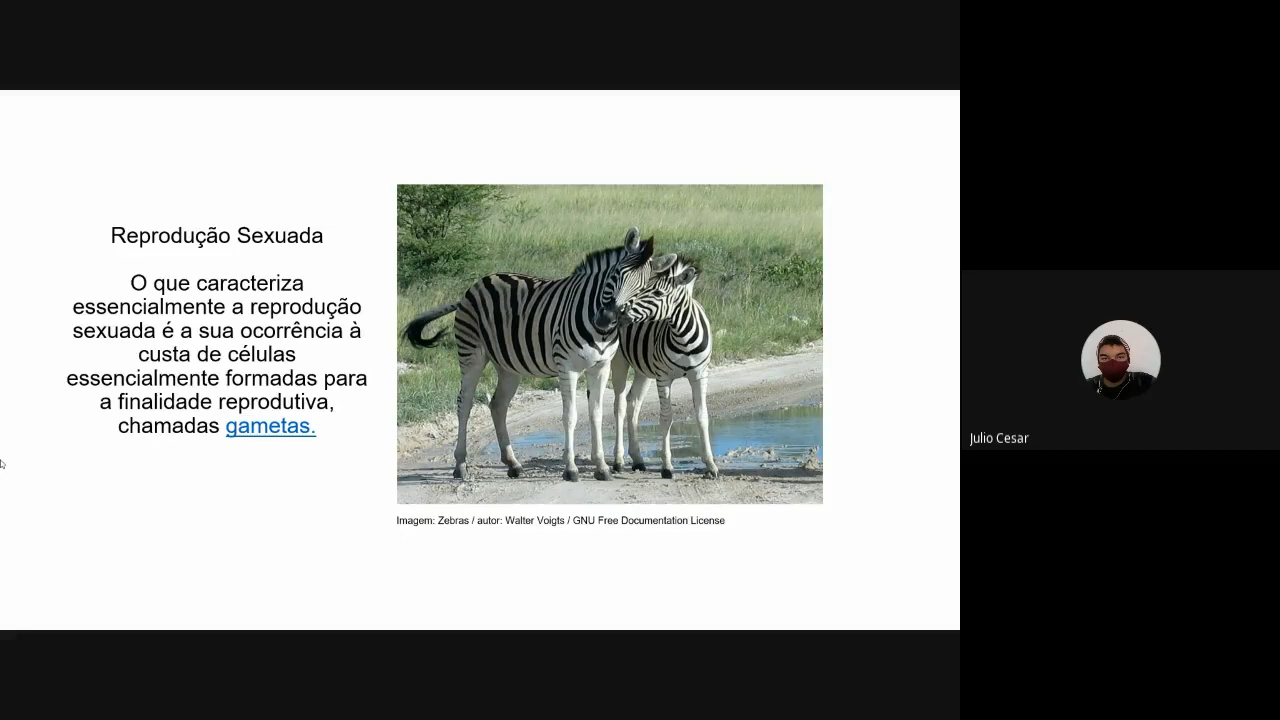 Reprodução Sexuada
O que caracteriza
essencialmente a reprodução
sexuada é a sua ocorrência à
custa de células
essencialmente formadas para
a finalidade reprodutiva,
chamadas gametas.
Imagem: Zebras / autor: Walter Voigts / GNU Free Documentation License
Julio Cesar